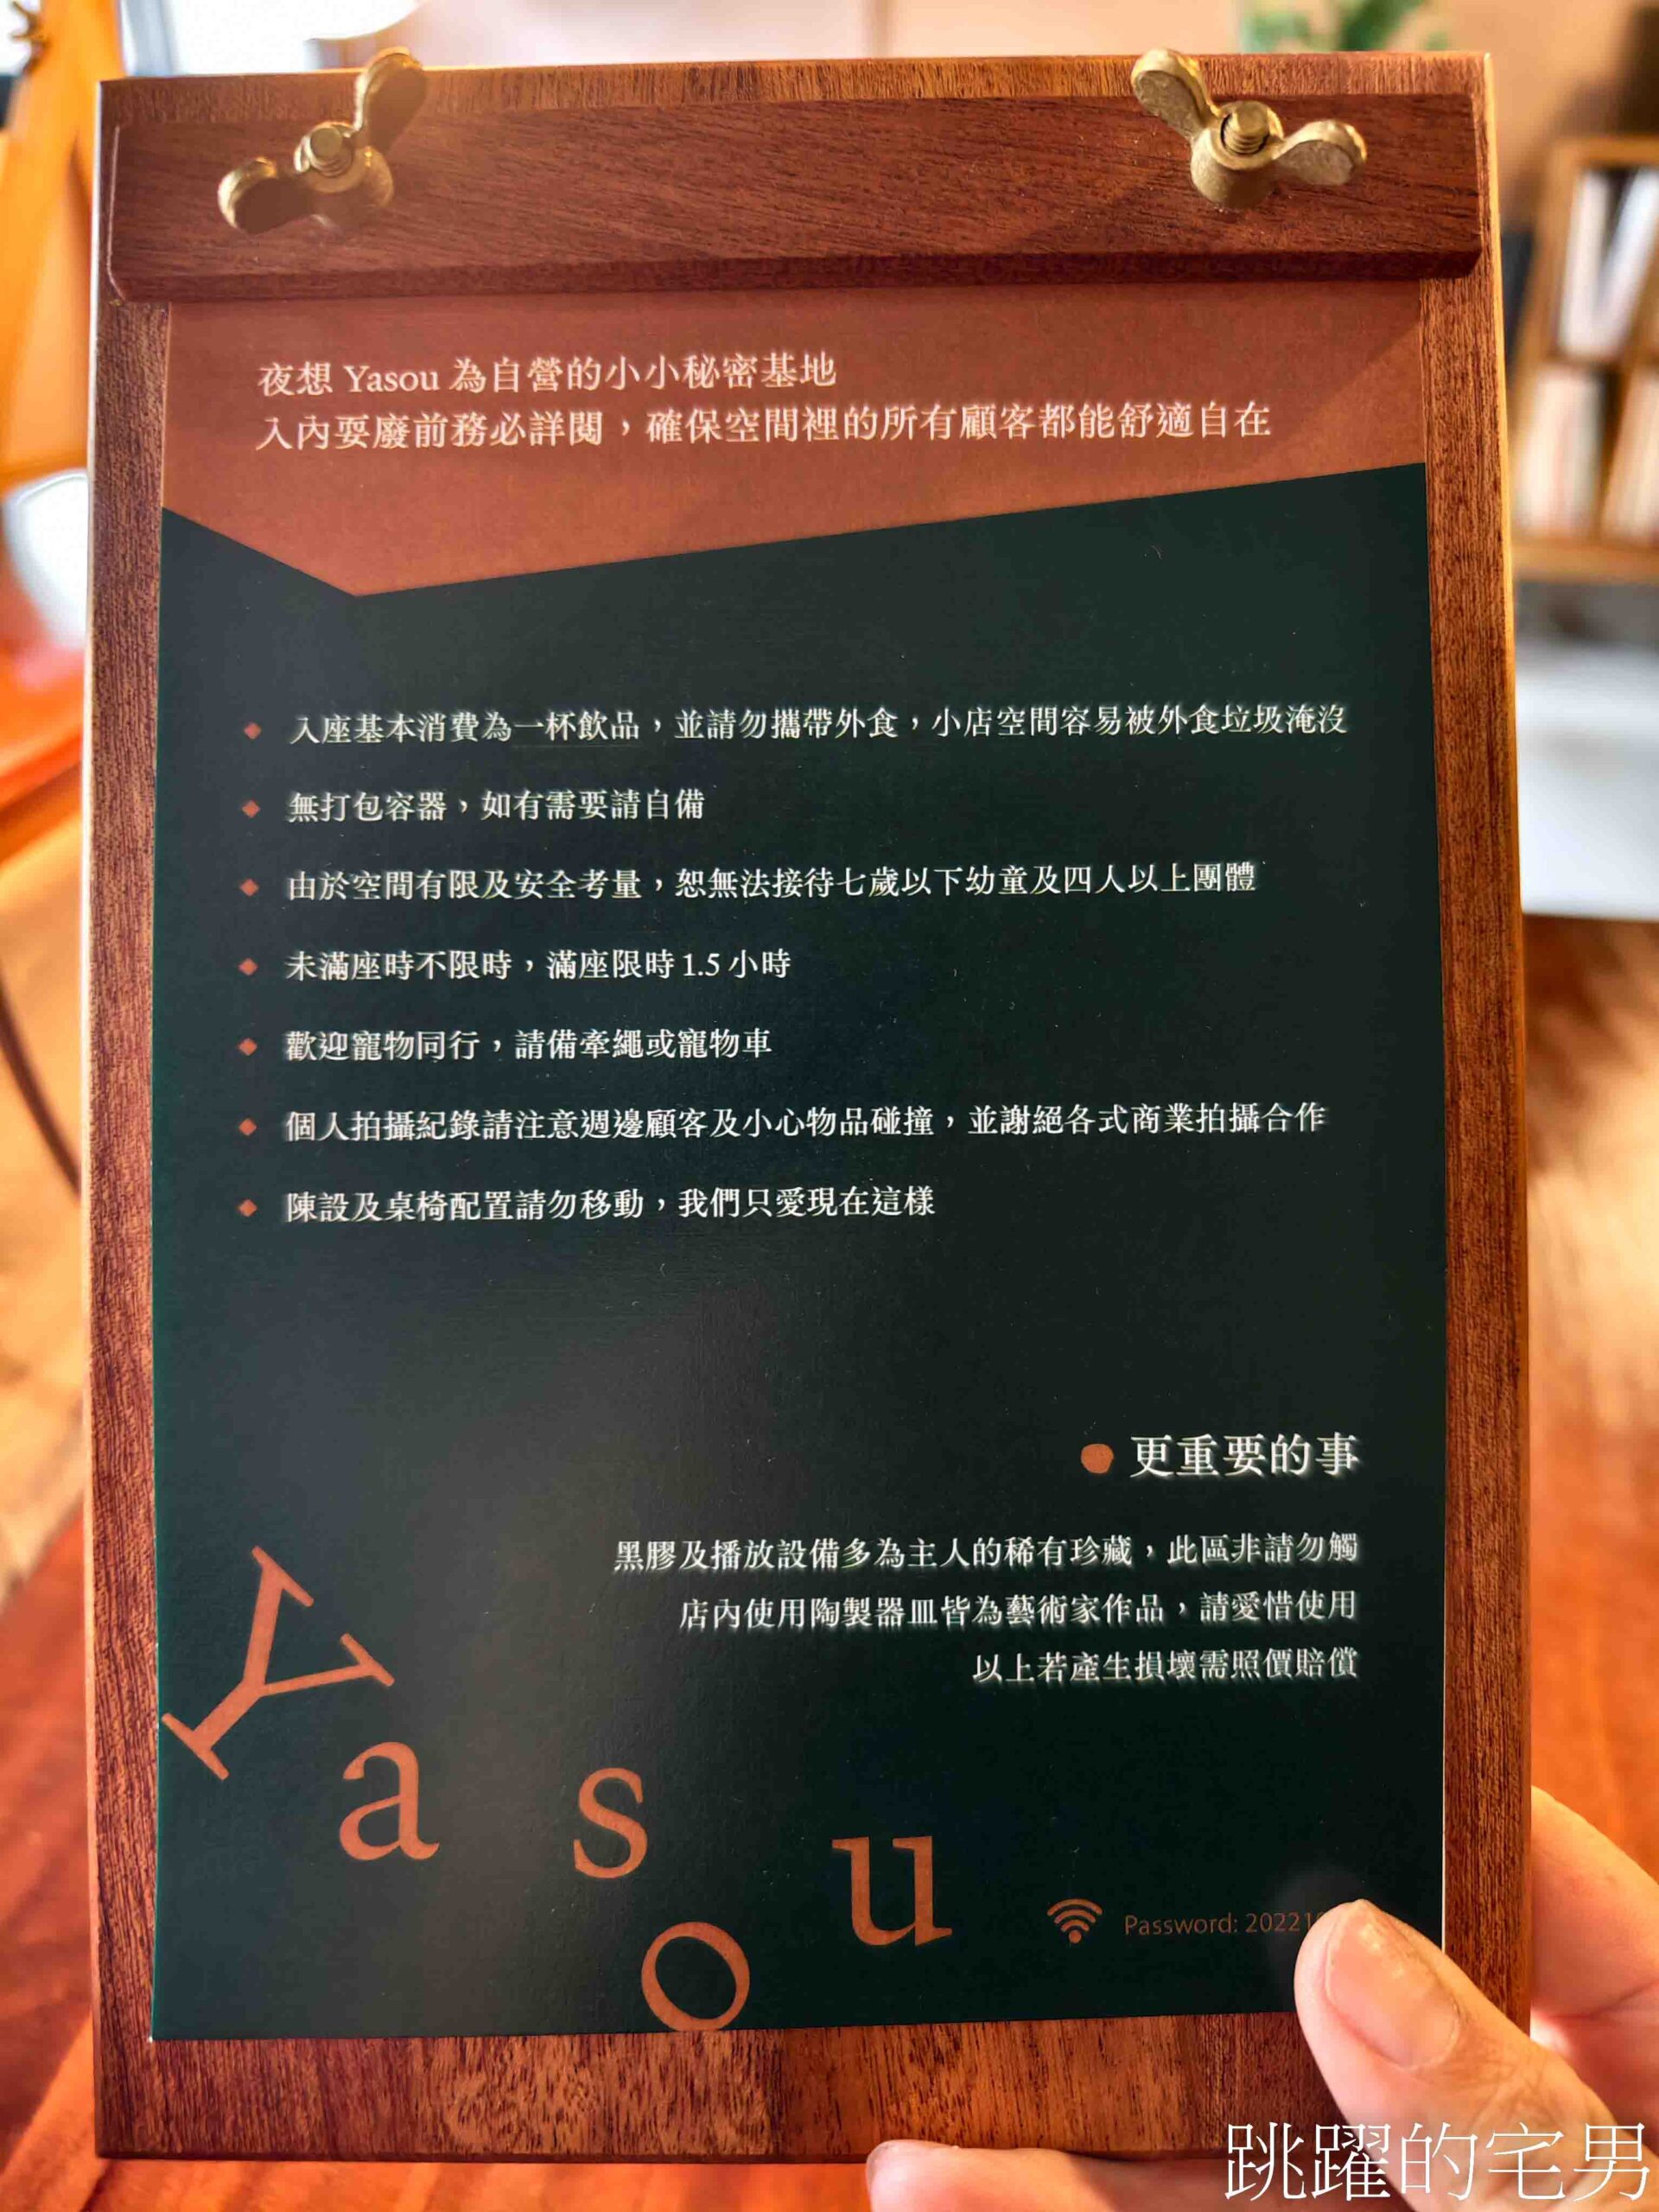 夜想 Yasou 為自營的小小秘密基地
入內耍廢前務必詳閱，確保空間裡的所有顧客都能舒適自在
入座基本消費為一杯飲品，並請勿攜帶外食，小店空間容易被外食垃圾淹沒
無打包容器，如有需要請自備
由於空間有限及安全考量，恕無法接待七歲以下幼童及四人以上團體
未滿座時不限時，滿座限時 1.5 小時
歡迎寵物同行，請備牽繩或寵物車
個人拍攝紀錄請注意週邊顧客及小心物品碰撞，並謝絕各式商業拍攝合作
陳設及桌椅配置請勿移動，我們只愛現在這樣
更重要的事
黑膠及播放設備多為主人的稀有珍藏，此區非請勿觸
店內使用陶製器皿皆為藝術家作品，請愛惜使用
以上若產生損壞需照價賠償
Yasou
Password:
跳躍的宅男